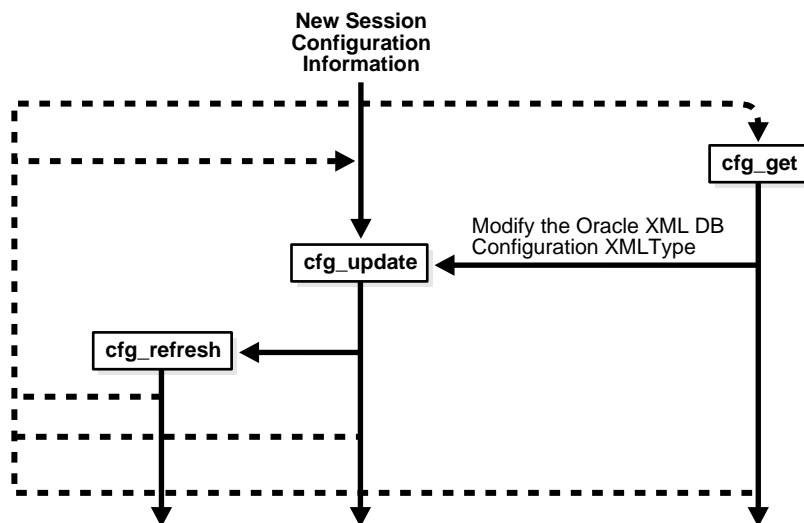 New Session
Configuration
Information
cfg_get
Modify the Oracle XML DB
Configuration XMLType
cfg_update
cfg_refresh